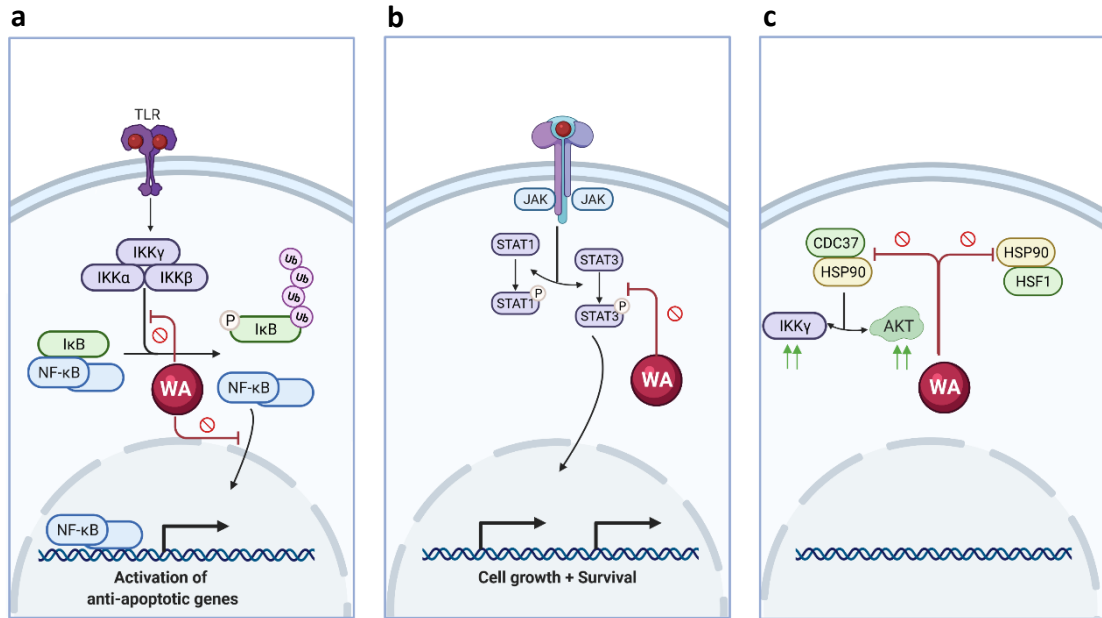 a
TLR
IKKγ
IKKα
IKKβ
Ub
Ub
Ub
Ub
P
IκB
IκB
NF-κB
WA
NF-κB
NF-κB
Activation of
anti-apoptotic genes
b
JAK
JAK
STAT1
STAT3
P
STAT1
P
STAT3
WA
Cell growth + Survival
c
CDC37
HSP90
HSP90
HSF1
IKKγ
AKT
WA